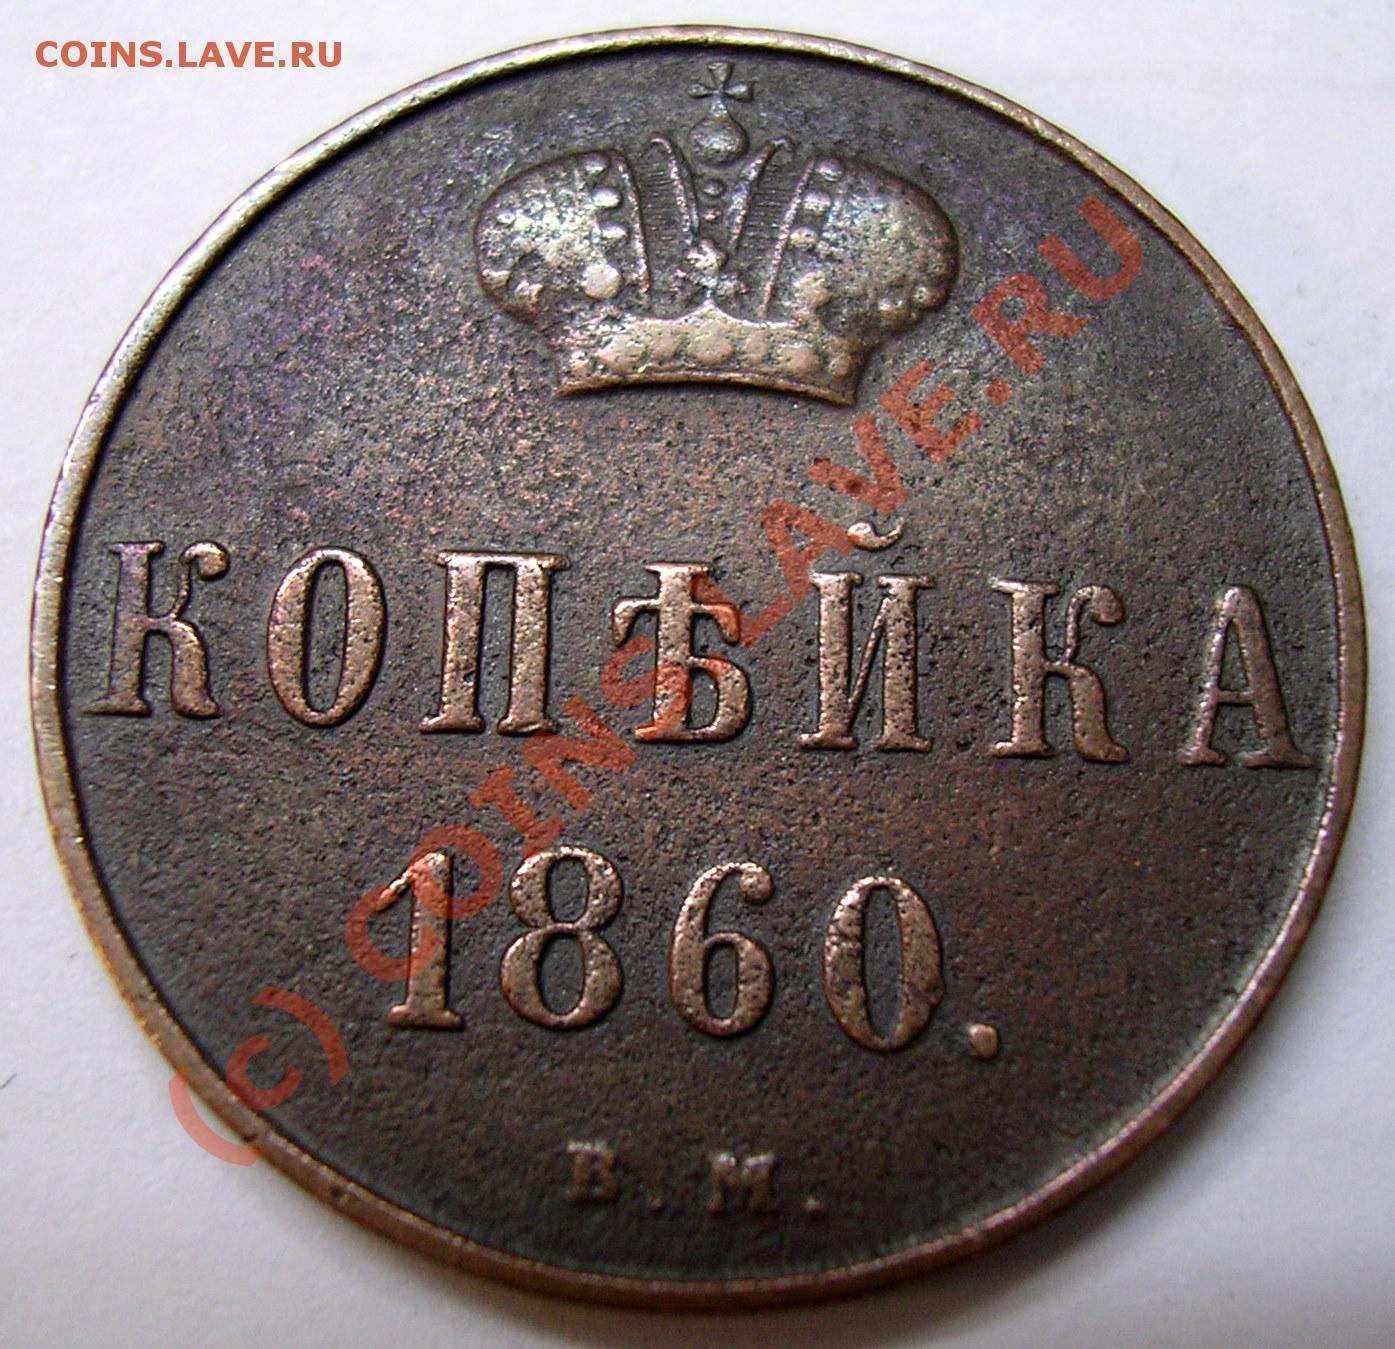 COINS.LAVE.RU
КОПѢЙКА
1860.
В.М.
(c) COINS.LAVE.RU